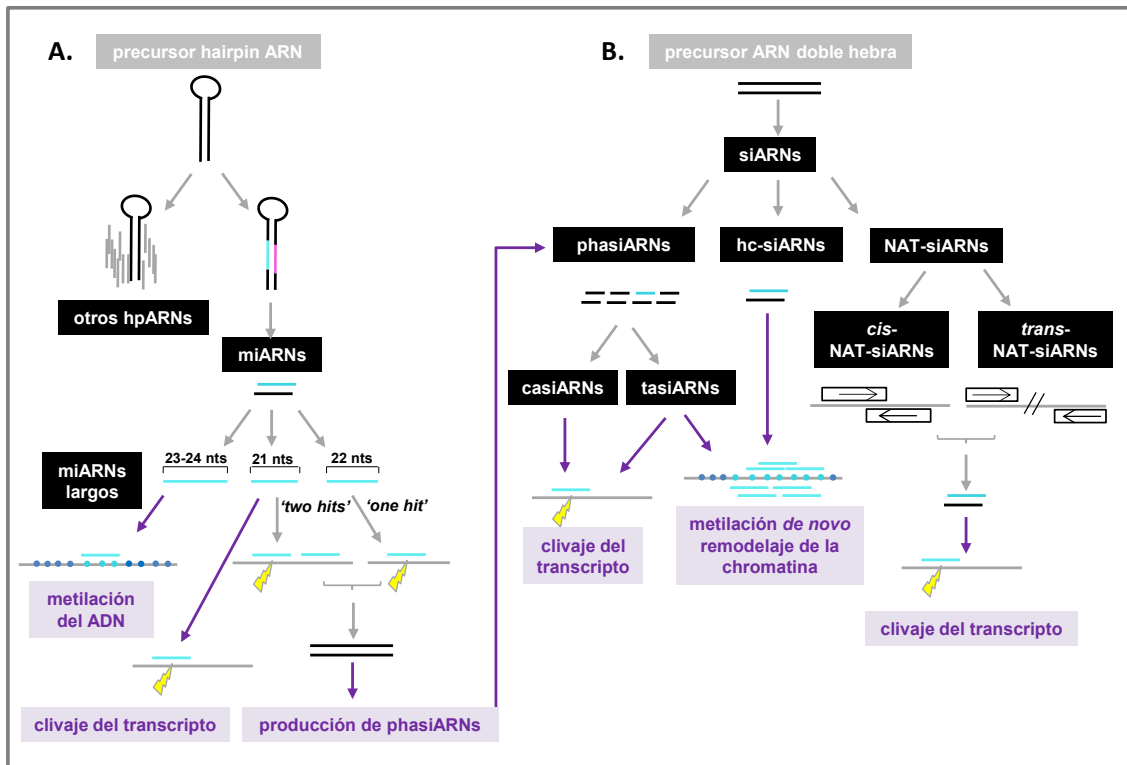 A.
precursor hairpin ARN
otros hpARNs
miARNs
miARNs
largos
23-24 nts
21 nts
22 nts
‘two hits’
‘one hit’
metilación
del ADN
clivaje del transcripto
producción de phasiARNs
B.
precursor ARN doble hebra
siARNs
phasiARNs
hc-siARNs
NAT-siARNs
casiARNs
tasiARNs
cis-
NAT-siARNs
trans-
NAT-siARNs
clivaje del
transcripto
metilación de novo
remodelaje de la
chromatina
clivaje del transcripto